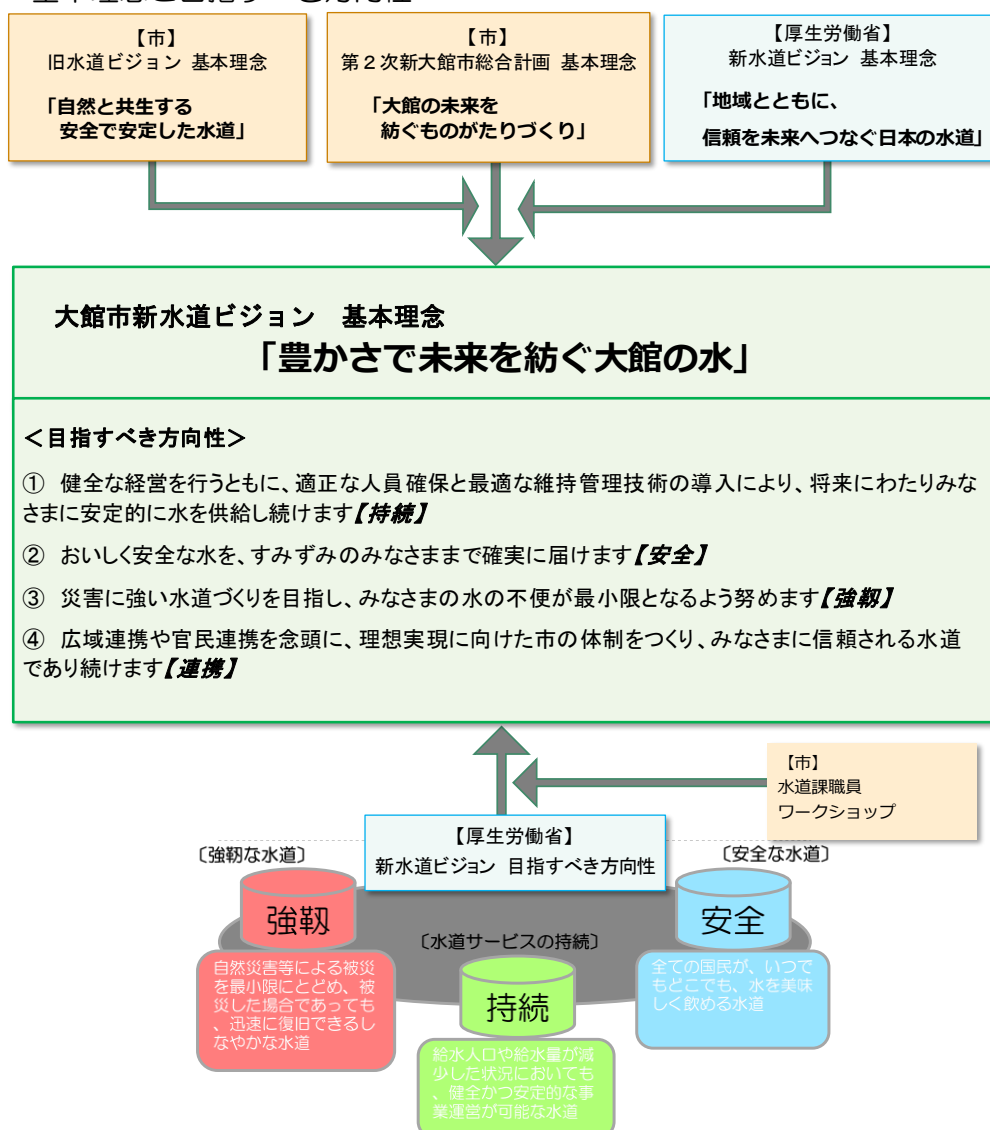 【市】
旧水道ビジョン 基本理念
「自然と共生する
安全で安定した水道」
【市】
第２次新大館市総合計画 基本理念
「大館の未来を
紡ぐものがたりづくり」
【厚生労働省】
新水道ビジョン 基本理念
「地域とともに、
信頼を未来へつなぐ日本の水道」
大館市新水道ビジョン　基本理念
「豊かさで未来を紡ぐ大館の水」
＜目指すべき方向性＞
①　健全な経営を行うともに、適正な人員確保と最適な維持管理技術の導入により、将来にわたりみな
さまに安定的に水を供給し続けます【持続】
②　おいしく安全な水を、すみずみのみなさままで確実に届けます【安全】
③　災害に強い水道づくりを目指し、みなさまの水の不便が最小限となるよう努めます【強靱】
④　広域連携や官民連携を念頭に、理想実現に向けた市の体制をつくり、みなさまに信頼される水道
であり続けます【連携】
【市】
水道課職員
ワークショップ
【厚生労働省】
新水道ビジョン 目指すべき方向性
〔強靭な水道〕
〔安全な水道〕
強靱
安全
〔水道サービスの持続〕
持続
自然災害等による被災
を最小限にとどめ、被
災した場合であっても
、迅速に復旧できるし
なやかな水道
全ての国民が、いつで
もどこでも、水を美味
しく飲める水道
給水人口や給水量が減
少した状況においても
、健全かつ安定的な事
業運営が可能な水道